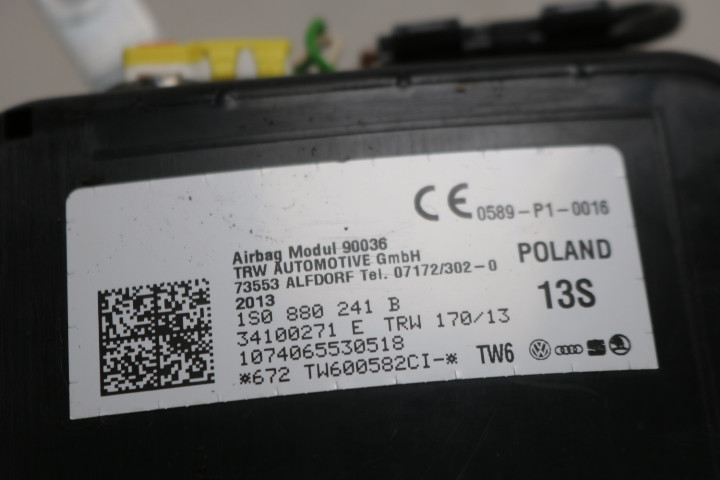 CE 0589-P1-0016
Airbag Modul 90036
TRW AUTOMOTIVE GmbH
73553 ALFDORF Tel. 07172/302-0
2013
POLAND
1S0 880 241 B
13S
34100271 E TRW 170/13
1074065530518
*672 TW600582CI-* TW6